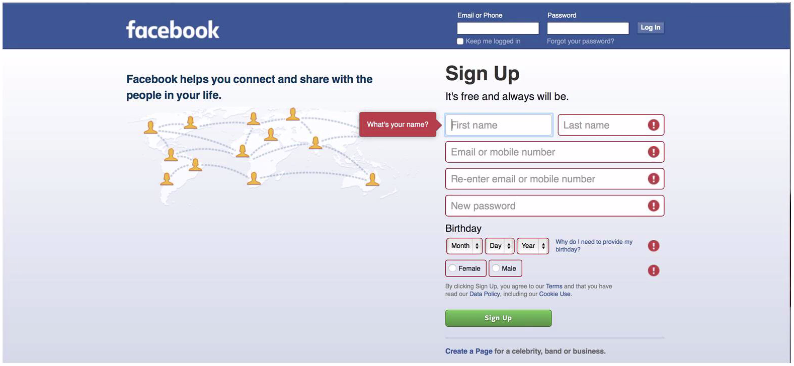 facebook
Email or Phone
Password
Log In
Keep me logged in
Forgot your password?
Facebook helps you connect and share with the
people in your life.
Sign Up
It's free and always will be.
What's your name?
First name
Last name
Email or mobile number
Re-enter email or mobile number
New password
Birthday
Month
Day
Year
Why do I need to provide my
birthday?
Female
Male
By clicking Sign Up, you agree to our Terms and that you have
read our Data Policy, including our Cookie Use.
Sign Up
Create a Page for a celebrity, band or business.